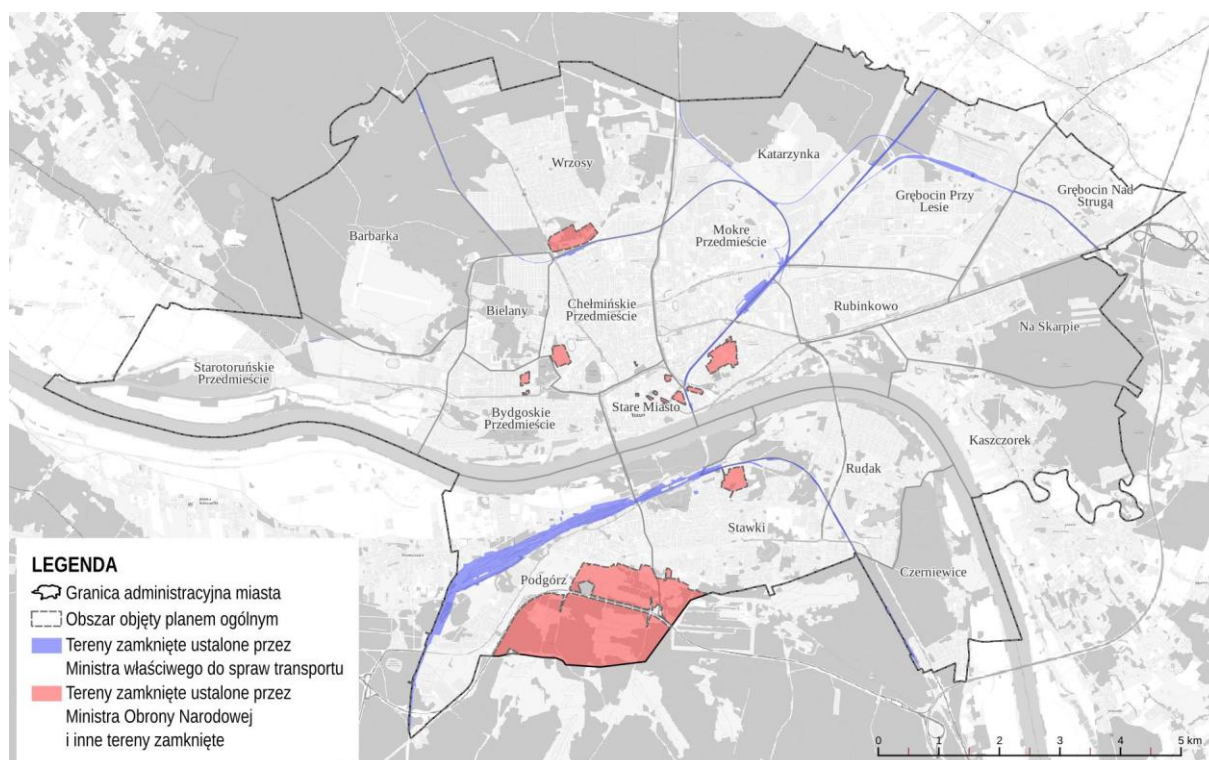 Wrzosy
Katarzynka
Grębocin Przy
Lesie
Grębocin Nad
Strugą
Barbarka
Mokre
Przedmieście
Bielany
Chełmińskie
Przedmieście
Rubinkowo
Na Skarpie
Starotoruńskie
Przedmieście
Bydgoskie
Przedmieście
Stare Miasto
Kaszczorek
Rudak
Stawki
Podgórz
Czerniewice
LEGENDA
Granica administracyjna miasta
Obszar objęty planem ogólnym
Tereny zamknięte ustalone przez
Ministra właściwego do spraw transportu
Tereny zamknięte ustalone przez
Ministra Obrony Narodowej
i inne tereny zamknięte
0 1 2 3 4 5 km